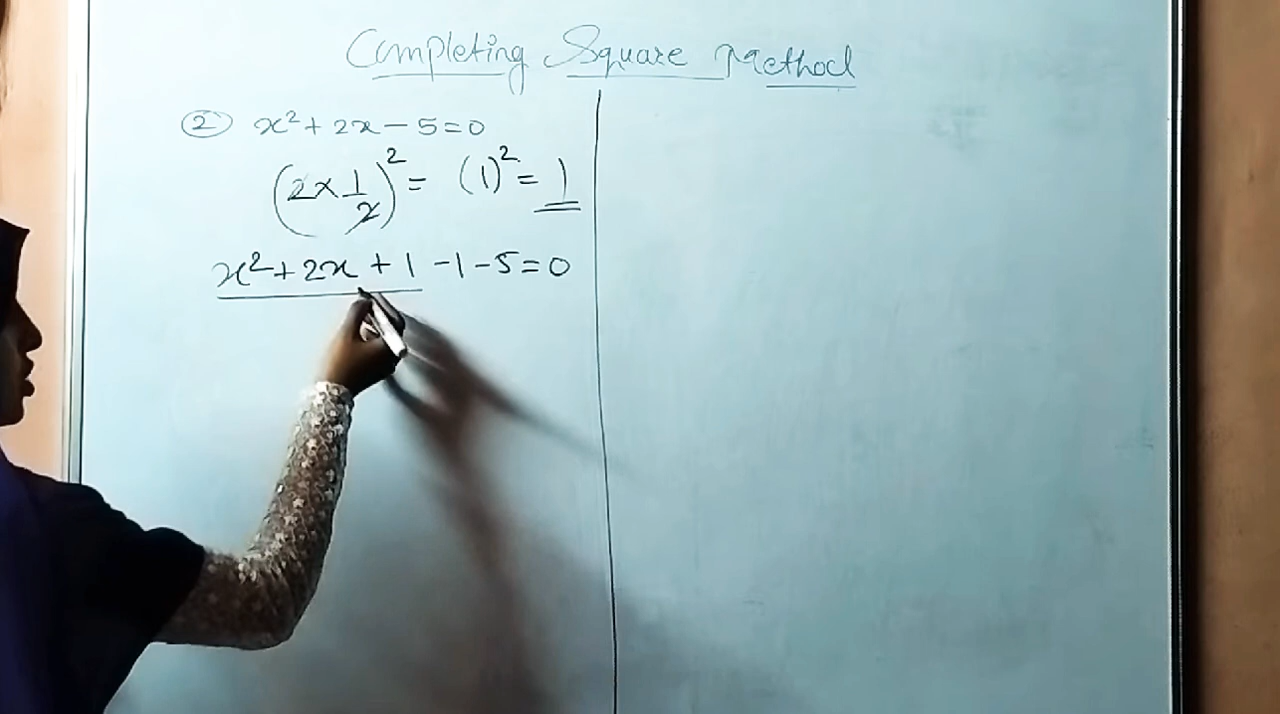 Completing Square Method
② x² + 2x - 5 = 0
(2 × 1/2)² = (1)² = 1
x² + 2x + 1 - 1 - 5 = 0